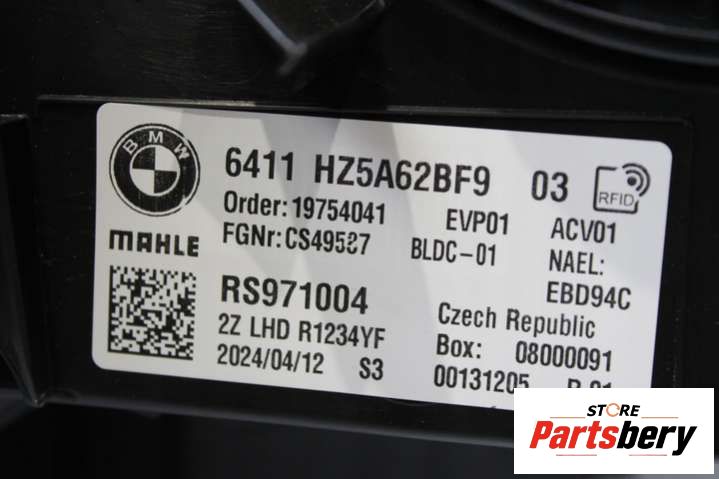 BMW
MAHLE
6411 HZ5A62BF9 03
RFID
Order: 19754041 EVP01 ACV01
FGNr: CS49587 BLDC-01 NAEL:
EBD94C
RS971004
2Z LHD R1234YF
2024/04/12 S3
Czech Republic
Box: 08000091
00131205
STORE
Partsbery